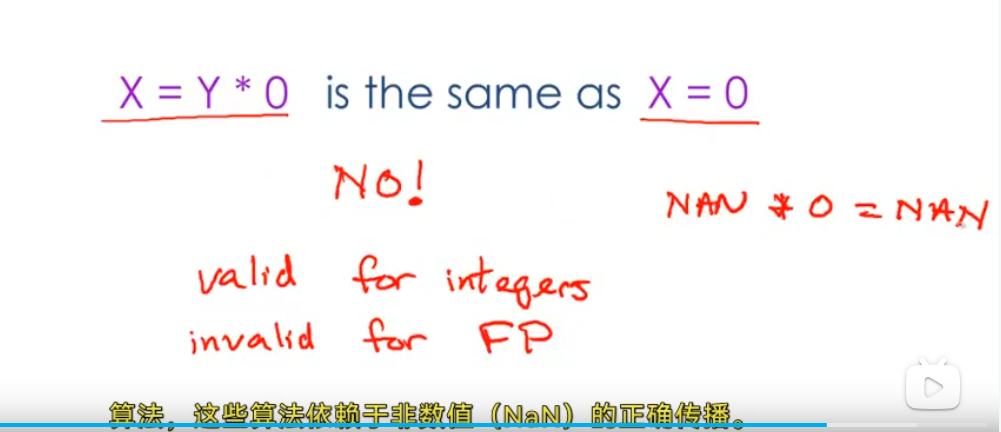 X = Y * 0 is the same as X = 0
NO!
NAN * 0 = NAN
valid for integers
invalid for FP
算法，这些算法依赖于非数值（NaN）的正确传播。